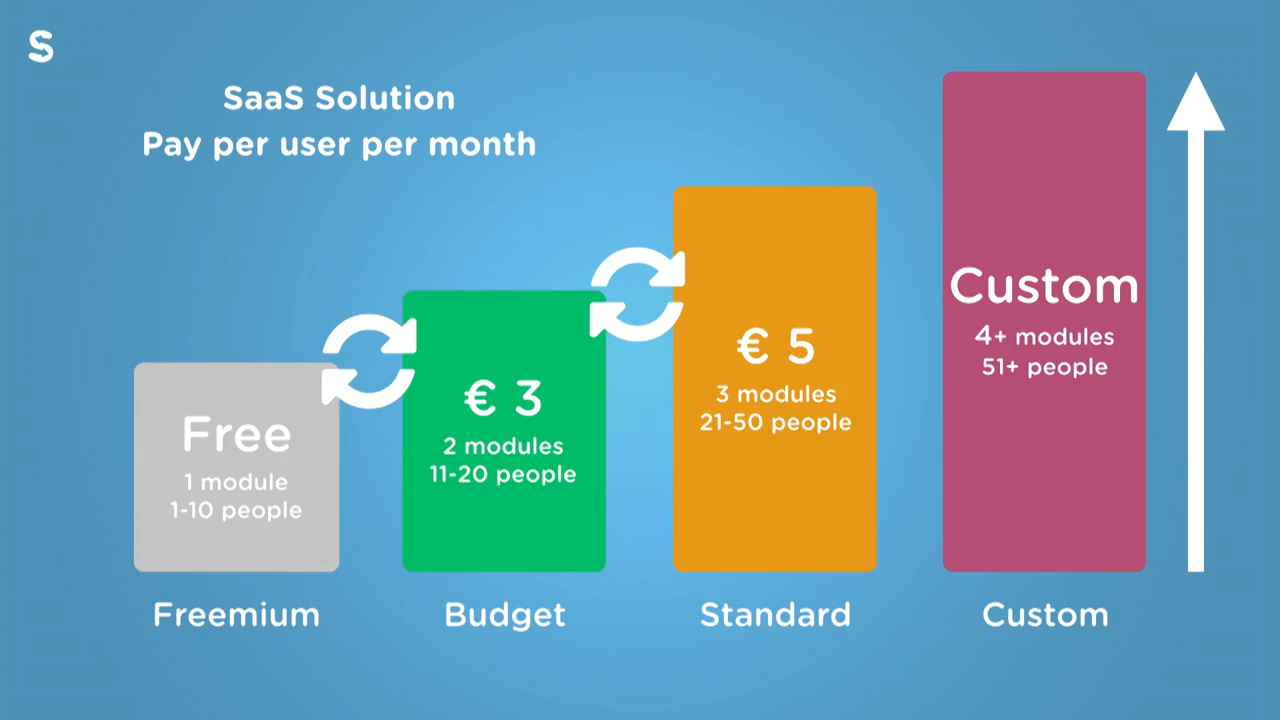 S
SaaS Solution
Pay per user per month
Free
1 module
1-10 people
Freemium
€ 3
2 modules
11-20 people
Budget
€ 5
3 modules
21-50 people
Standard
Custom
4+ modules
51+ people
Custom